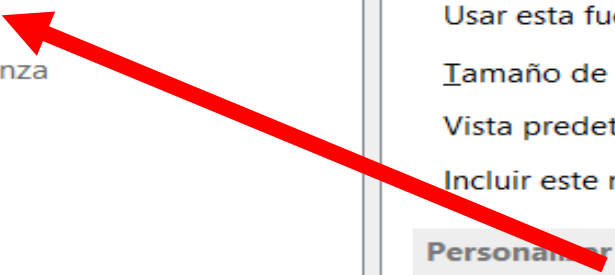 Usar esta fu
nza
Tamaño de
Vista predet
Incluir este
Personalizar